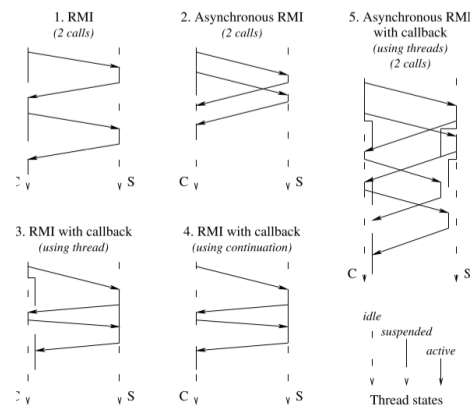 1. RMI
(2 calls)
2. Asynchronous RMI
(2 calls)
5. Asynchronous RMI
with callback
(using threads)
(2 calls)
C S
C S
3. RMI with callback
(using thread)
4. RMI with callback
(using continuation)
C S
idle
suspended
active
C S
C S
Thread states